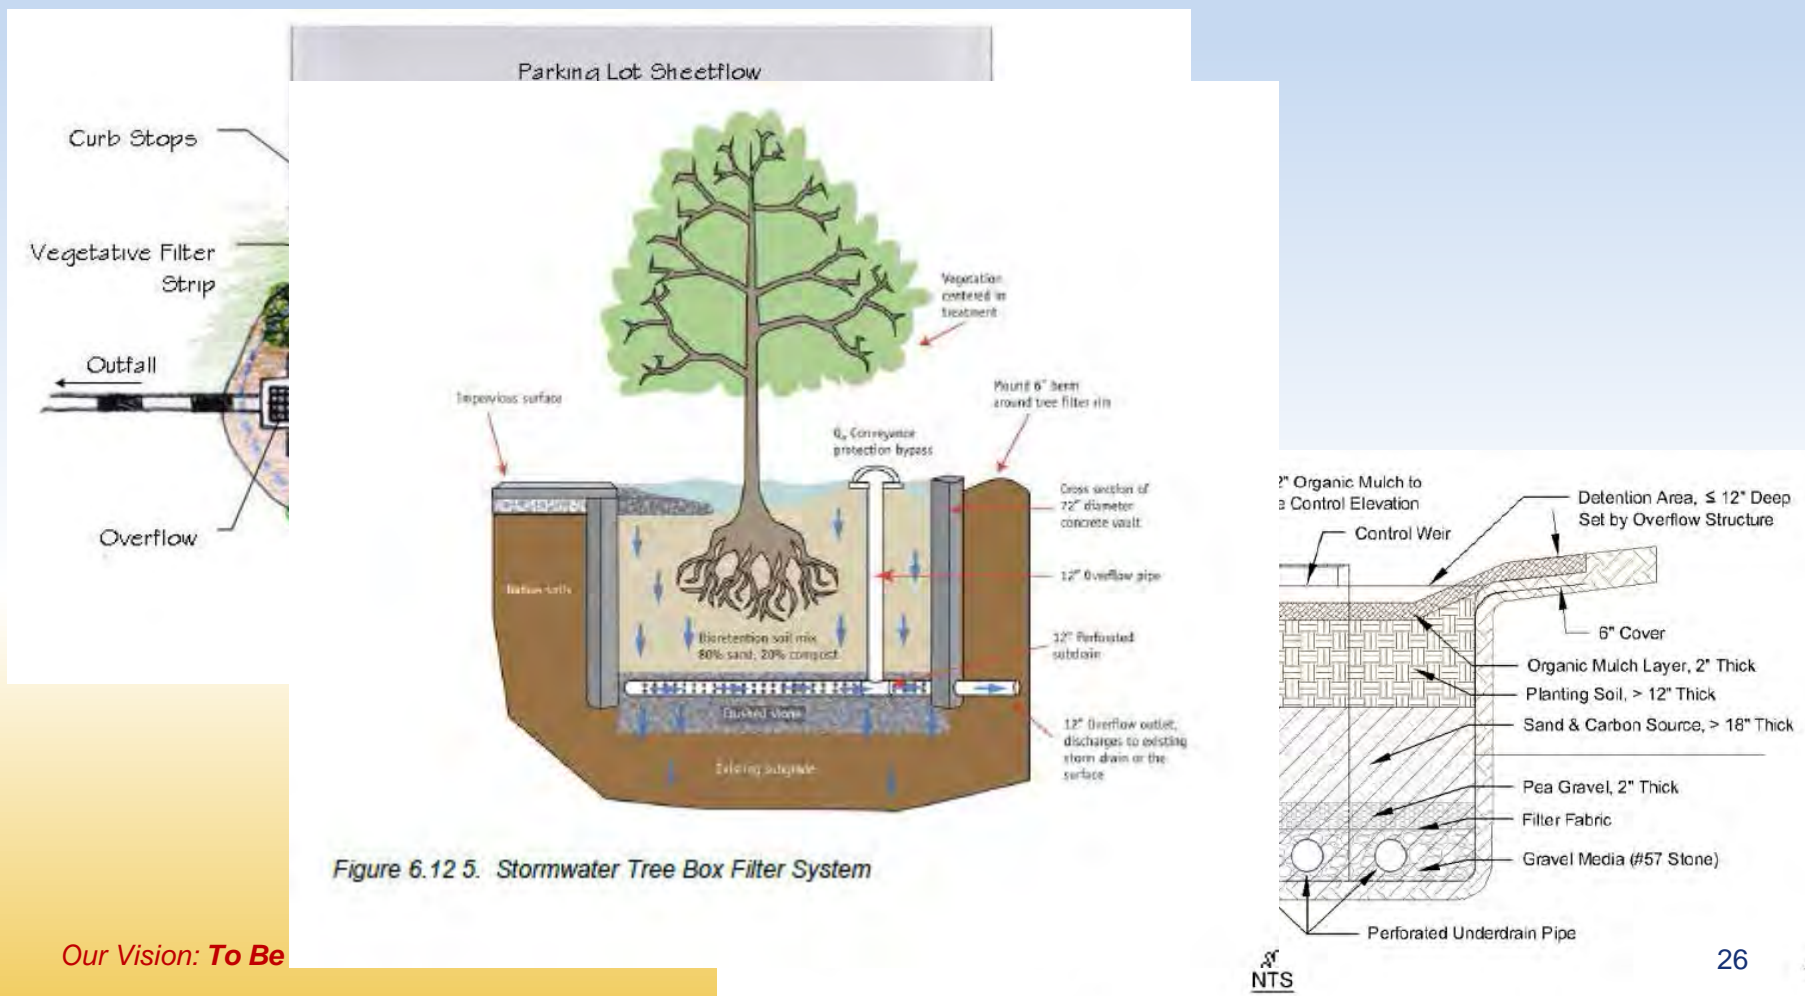 Parking Lot Sheetflow
Curb Stops
Vegetative Filter
Strip
Outfall
Overflow
Vegetation
centered in
treatment
Impervious surface
Mound 6" berm
around tree filter rim
Conveyance
protection bypass
Cross section of
72" diameter
concrete vault
12" Overflow pipe
Native soils
Bioretention soil mix
80% sand, 20% compost
12" Perforated
subdrain
Crushed stone
12" Overflow outlet,
discharges to existing
storm drain or the
surface
Existing subgrade
Figure 6.12 5. Stormwater Tree Box Filter System
2" Organic Mulch to
Control Elevation
Control Weir
Detention Area, ≤ 12" Deep
Set by Overflow Structure
6" Cover
Organic Mulch Layer, 2" Thick
Planting Soil, > 12" Thick
Sand & Carbon Source, > 18" Thick
Pea Gravel, 2" Thick
Filter Fabric
Gravel Media (#57 Stone)
Perforated Underdrain Pipe
NTS
Our Vision: To Be
26